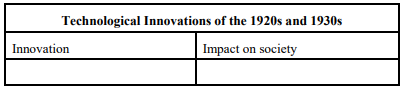 Technological Innovations of the 1920s and 1930s
Innovation Impact on society